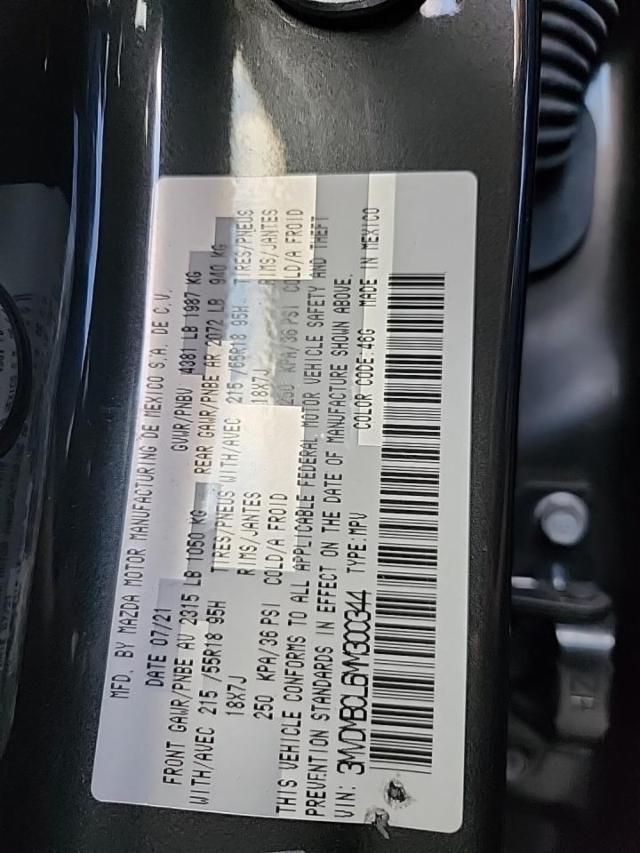 MFD. BY MAZDA MOTOR MANUFACTURING DE MEXICO S.A. DE C.V.
DATE 07/21 GVWR/PNBV 4381 LB 1987 KG
FRONT GAWR/PNBE AV 2315 LB 1050 KG REAR GAWR/PNBE AR 2072 LB 940 KG
WITH/AVEC 215 /55R18 95H TIRES/PNEUS WITH/AVEC 215 /55R18 95H TIRES/PNEUS
18X7J RIMS/JANTES 18X7J RIMS/JANTES
250 KPA/36 PSI COLD/A FROID 250 KPA/36 PSI COLD/A FROID
THIS VEHICLE CONFORMS TO ALL APPLICABLE FEDERAL MOTOR VEHICLE SAFETY AND THEFT
PREVENTION STANDARDS IN EFFECT ON THE DATE OF MANUFACTURE SHOWN ABOVE.
VIN: 3MVDMBDL6NM300344 TYPE:MPV COLOR CODE:46G MADE IN MEXICO